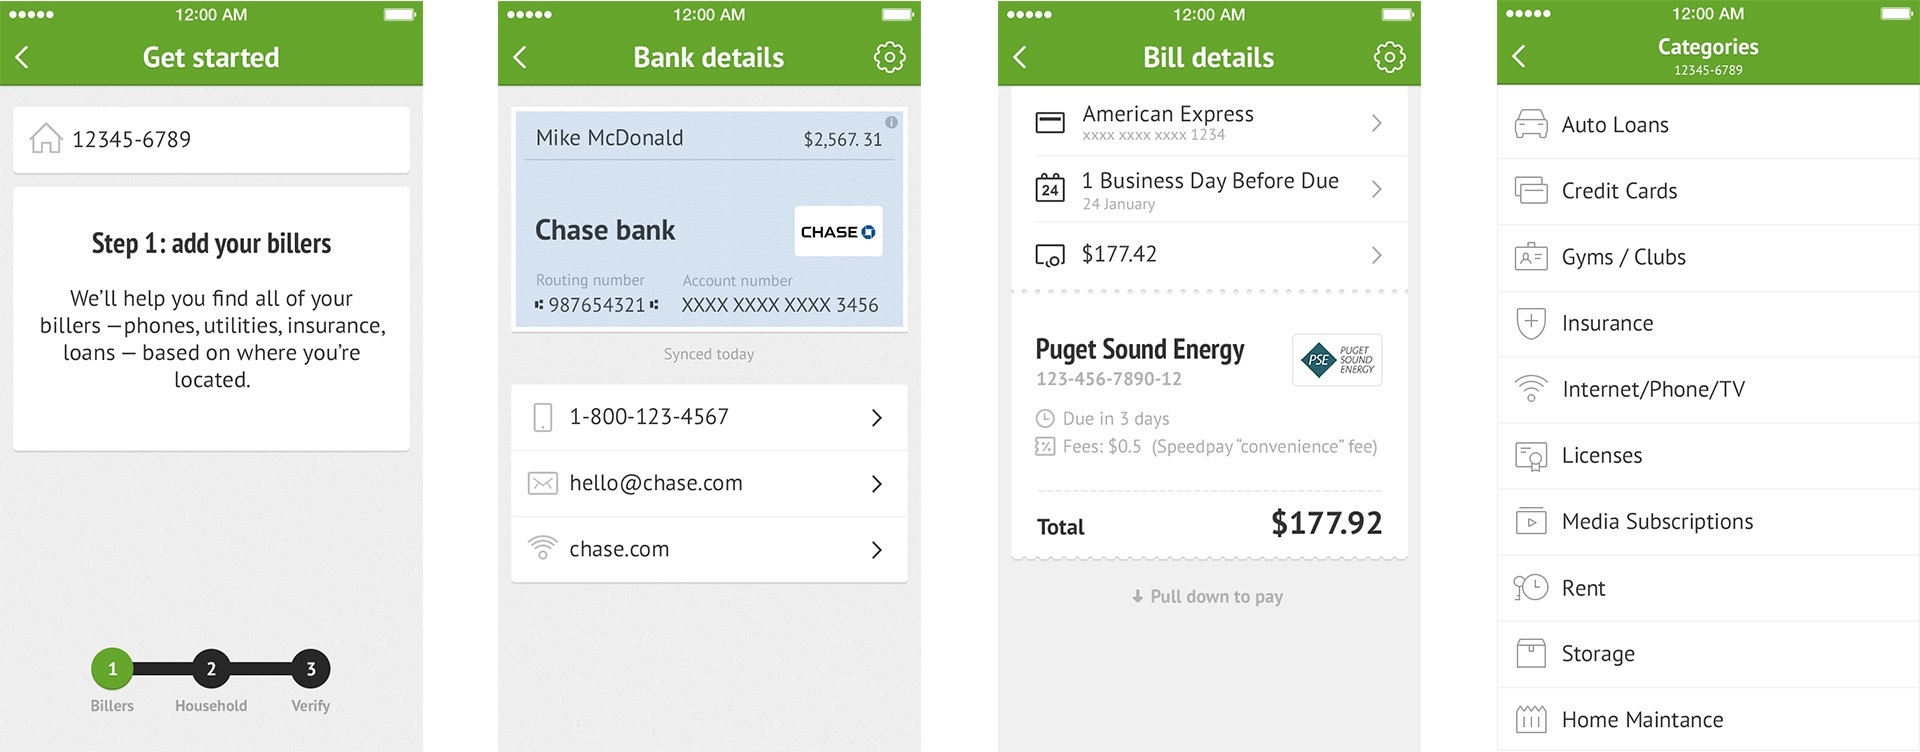 12:00 AM
Get started
12345-6789
Step 1: add your billers
We'll help you find all of your
billers —phones, utilities, insurance,
loans — based on where you're
located.
1
2
3
Billers
Household
Verify
12:00 AM
Bank details
Mike McDonald
$2,567. 31
Chase bank
CHASE
Routing number
Account number
⑆ 987654321 ⑆
XXXX XXXX XXXX 3456
Synced today
1-800-123-4567
hello@chase.com
chase.com
12:00 AM
Bill details
American Express
xxxx xxxx xxxx 1234
24
1 Business Day Before Due
24 January
$177.42
Puget Sound Energy
123-456-7890-12
PSE
PUGET
SOUND
ENERGY
Due in 3 days
Fees: $0.5 (Speedpay “convenience” fee)
Total
$177.92
Pull down to pay
12:00 AM
Categories
12345-6789
Auto Loans
Credit Cards
Gyms / Clubs
Insurance
Internet/Phone/TV
Licenses
Media Subscriptions
Rent
Storage
Home Maintance